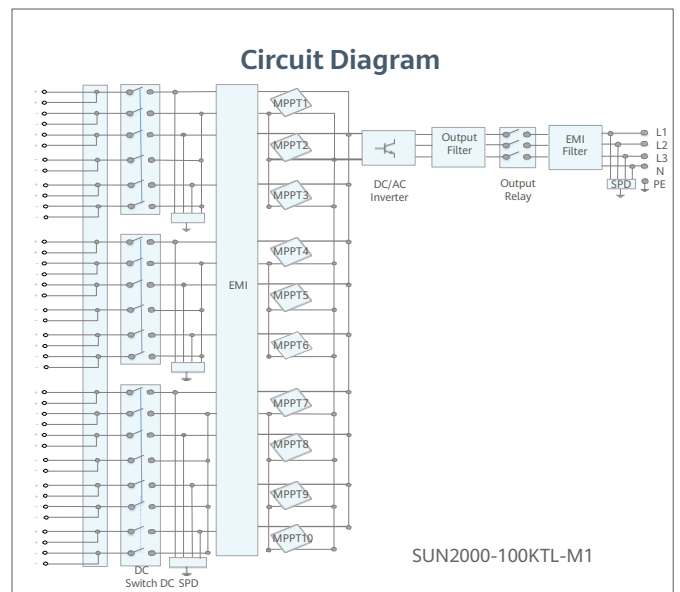 Circuit Diagram
MPPT1
MPPT2
MPPT3
MPPT4
MPPT5
MPPT6
MPPT7
MPPT8
MPPT9
MPPT10
EMI
DC/AC
Inverter
Output
Filter
Output
Relay
EMI
Filter
L1
L2
L3
N
PE
SPD
DC
Switch DC SPD
SUN2000-100KTL-M1